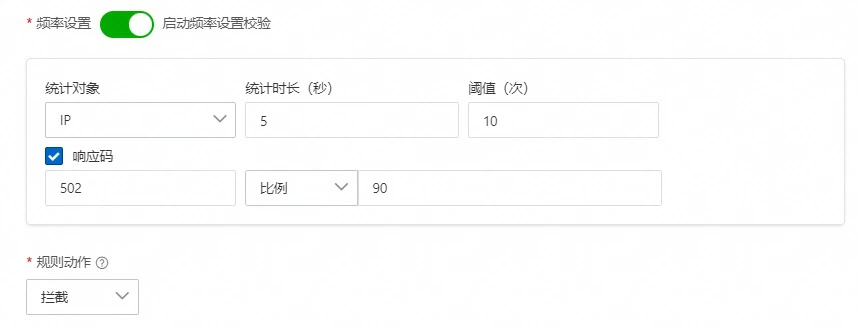 * 频率设置 启动频率设置校验
统计对象 统计时长（秒） 阈值（次）
IP 5 10
响应码
502 比例 90
* 规则动作 ?
拦截